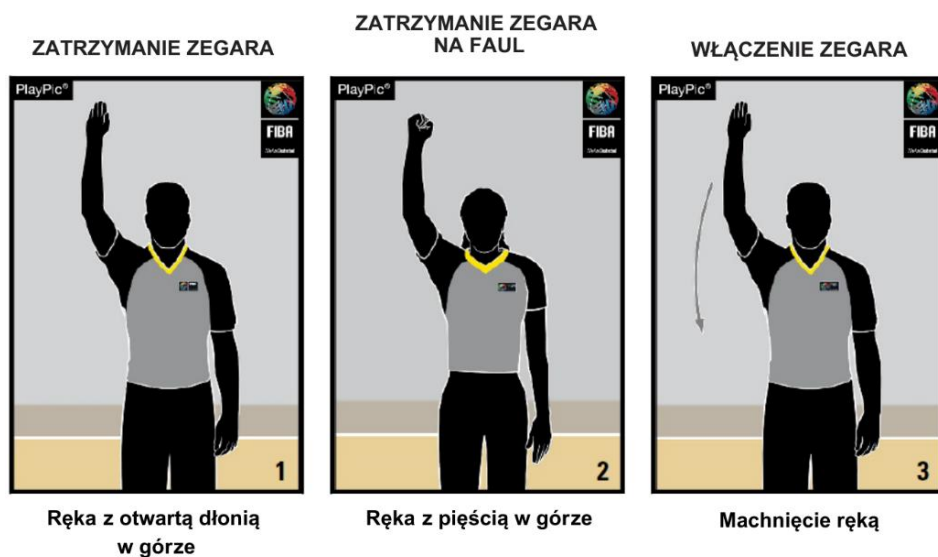 ZATRZYMANIE ZEGARA
ZATRZYMANIE ZEGARA
NA FAUL
WŁĄCZENIE ZEGARA
PlayPic®
FIBA
PlayPic®
FIBA
PlayPic®
FIBA
1
2
3
Ręka z otwartą dłonią
w górze
Ręka z pięścią w górze
Machnięcie ręką